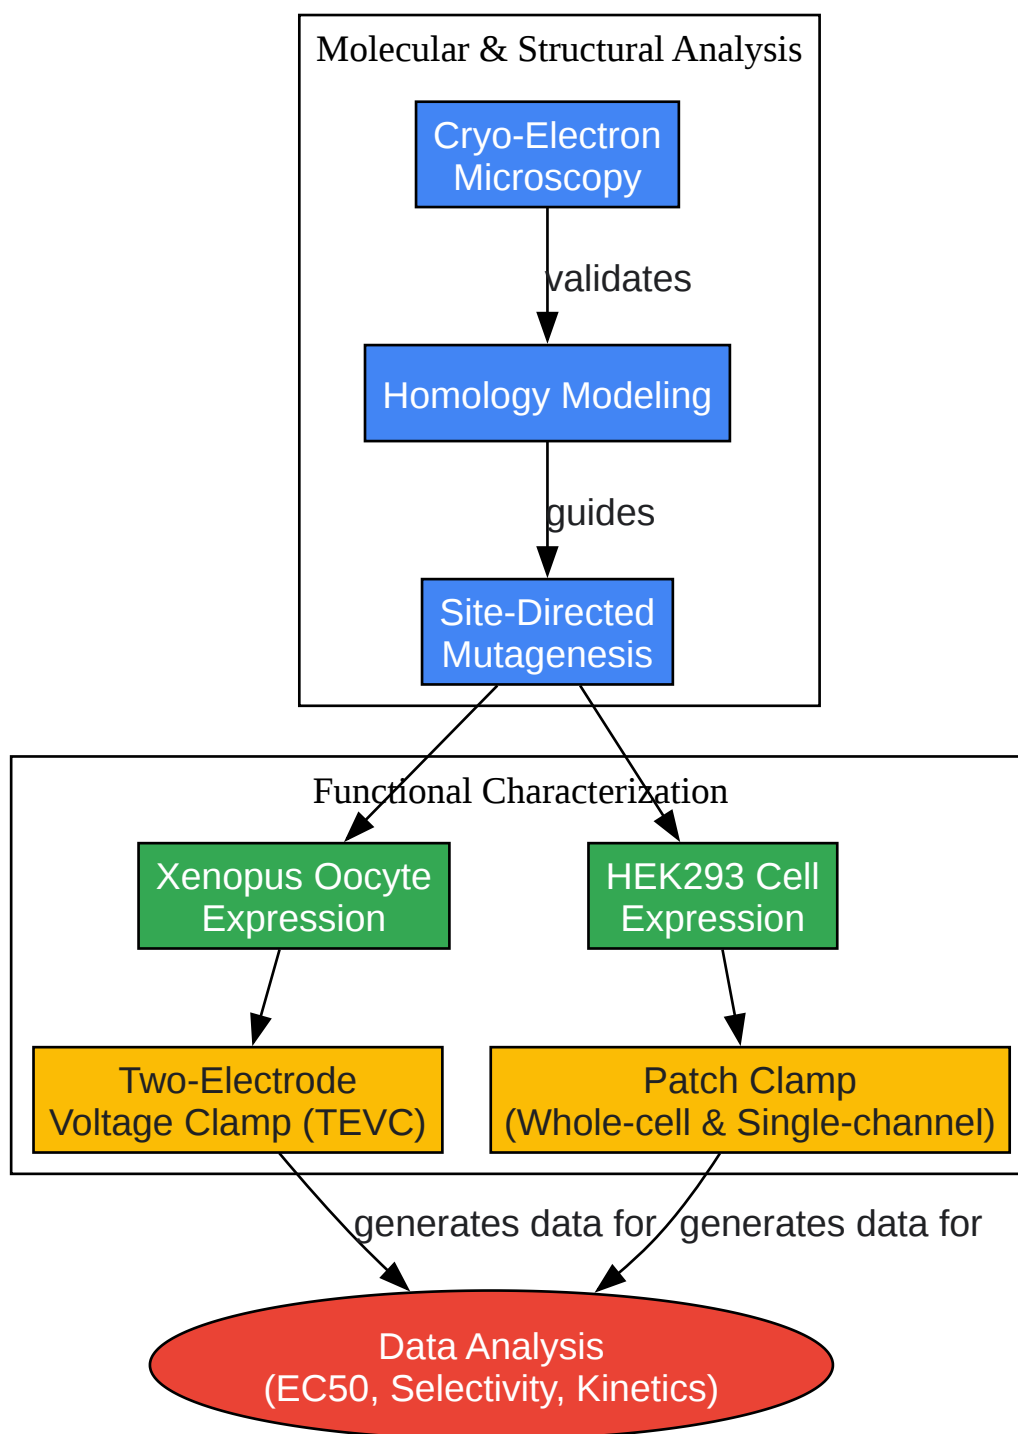 Molecular & Structural Analysis
Cryo-Electron
Microscopy
validates
Homology Modeling
guides
Site-Directed
Mutagenesis
Functional Characterization
Xenopus Oocyte
Expression
HEK293 Cell
Expression
Two-Electrode
Voltage Clamp (TEVC)
Patch Clamp
(Whole-cell & Single-channel)
generates data for
generates data for
Data Analysis
(EC50, Selectivity, Kinetics)